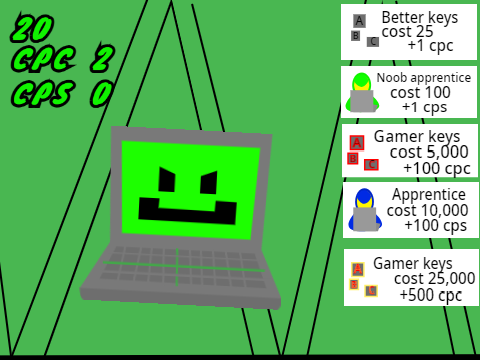 20
CPC 2
CPS 0
Better keys
cost 25
+1 cpc
A
B
C
Noob apprentice
cost 100
+1 cps
Gamer keys
cost 5,000
+100 cpc
A
B
C
Apprentice
cost 10,000
+100 cps
Gamer keys
cost 25,000
+500 cpc
A